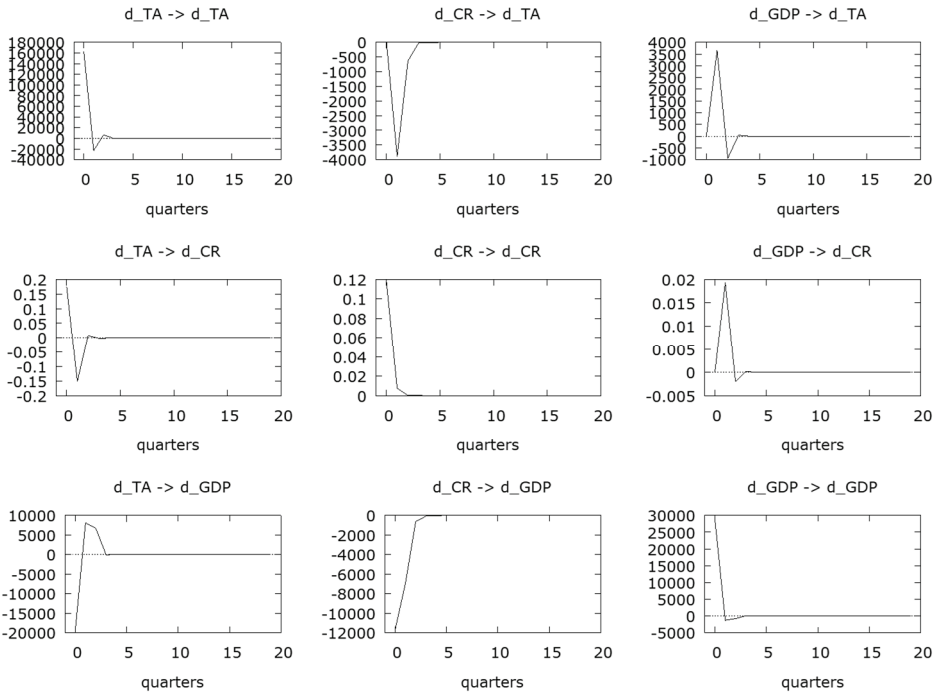 d_TA -> d_TA
180000
160000
140000
120000
100000
80000
60000
40000
20000
0
-20000
-40000
0 5 10 15 20
quarters
d_CR -> d_TA
0
-500
-1000
-1500
-2000
-2500
-3000
-3500
-4000
0 5 10 15 20
quarters
d_GDP -> d_TA
4000
3500
3000
2500
2000
1500
1000
500
0
-500
-1000
0 5 10 15 20
quarters
d_TA -> d_CR
0.2
0.15
0.1
0.05
0
-0.05
-0.1
-0.15
-0.2
0 5 10 15 20
quarters
d_CR -> d_CR
0.12
0.1
0.08
0.06
0.04
0.02
0
0 5 10 15 20
quarters
d_GDP -> d_CR
0.02
0.015
0.01
0.005
0
-0.005
0 5 10 15 20
quarters
d_TA -> d_GDP
10000
5000
0
-5000
-10000
-15000
-20000
0 5 10 15 20
quarters
d_CR -> d_GDP
0
-2000
-4000
-6000
-8000
-10000
-12000
0 5 10 15 20
quarters
d_GDP -> d_GDP
30000
25000
20000
15000
10000
5000
0
-5000
0 5 10 15 20
quarters